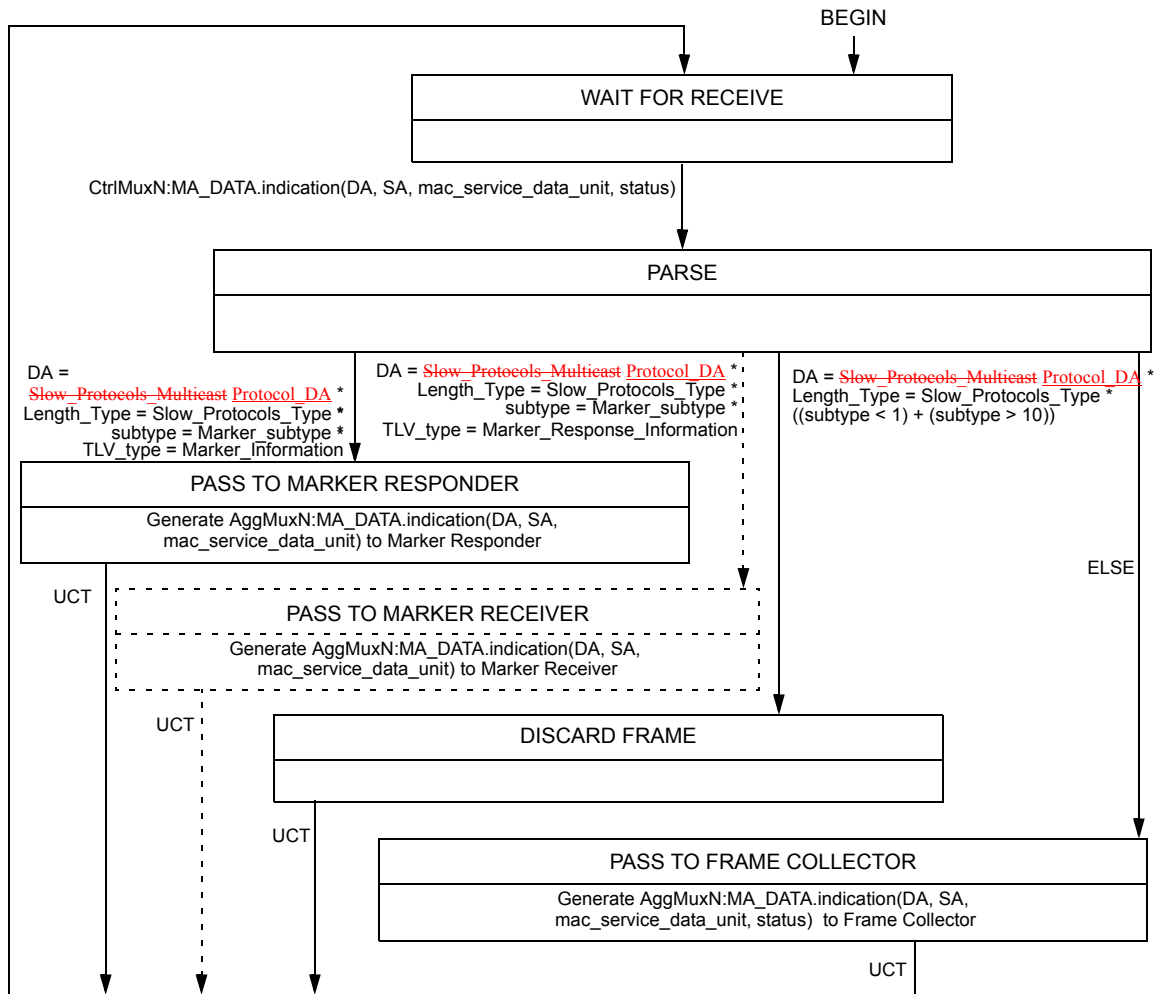 BEGIN
WAIT FOR RECEIVE
CtrlMuxN:MA_DATA.indication(DA, SA, mac_service_data_unit, status)
PARSE
DA =
Slow_Protocols_Multicast Protocol_DA *
Length_Type = Slow_Protocols_Type *
subtype = Marker_subtype *
TLV_type = Marker_Information
DA = Slow_Protocols_Multicast Protocol_DA *
Length_Type = Slow_Protocols_Type *
subtype = Marker_subtype *
TLV_type = Marker_Response_Information
DA = Slow_Protocols_Multicast Protocol_DA *
Length_Type = Slow_Protocols_Type *
((subtype < 1) + (subtype > 10))
PASS TO MARKER RESPONDER
Generate AggMuxN:MA_DATA.indication(DA, SA,
mac_service_data_unit) to Marker Responder
ELSE
UCT
PASS TO MARKER RECEIVER
Generate AggMuxN:MA_DATA.indication(DA, SA,
mac_service_data_unit) to Marker Receiver
UCT
DISCARD FRAME
UCT
PASS TO FRAME COLLECTOR
Generate AggMuxN:MA_DATA.indication(DA, SA,
mac_service_data_unit, status) to Frame Collector
UCT